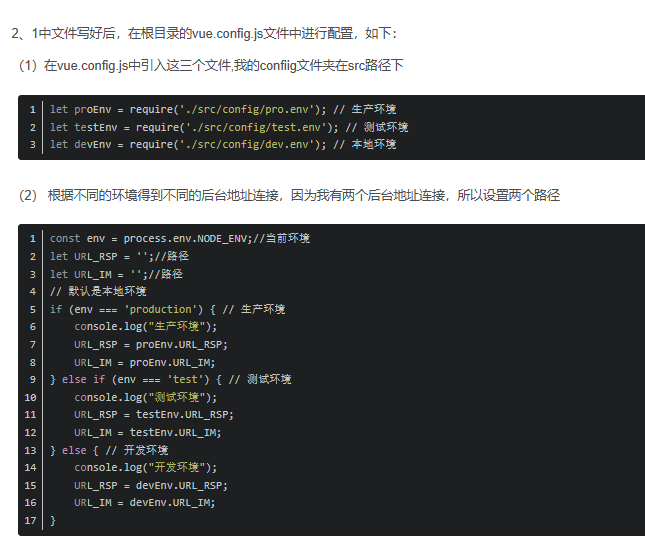 2、1中文件写好后，在根目录的vue.config.js文件中进行配置，如下：
（1）在vue.config.js中引入这三个文件,我的confiig文件夹在src路径下
1 let proEnv = require('./src/config/pro.env'); // 生产环境
2 let testEnv = require('./src/config/test.env'); // 测试环境
3 let devEnv = require('./src/config/dev.env'); // 本地环境
（2） 根据不同的环境得到不同的后台地址连接，因为我有两个后台地址连接，所以设置两个路径
1 const env = process.env.NODE_ENV;//当前环境
2 let URL_RSP = '';//路径
3 let URL_IM = '';//路径
4 // 默认是本地环境
5 if (env === 'production') { // 生产环境
6 console.log("生产环境");
7 URL_RSP = proEnv.URL_RSP;
8 URL_IM = proEnv.URL_IM;
9 } else if (env === 'test') { // 测试环境
10 console.log("测试环境");
11 URL_RSP = testEnv.URL_RSP;
12 URL_IM = testEnv.URL_IM;
13 } else { // 开发环境
14 console.log("开发环境");
15 URL_RSP = devEnv.URL_RSP;
16 URL_IM = devEnv.URL_IM;
17 }